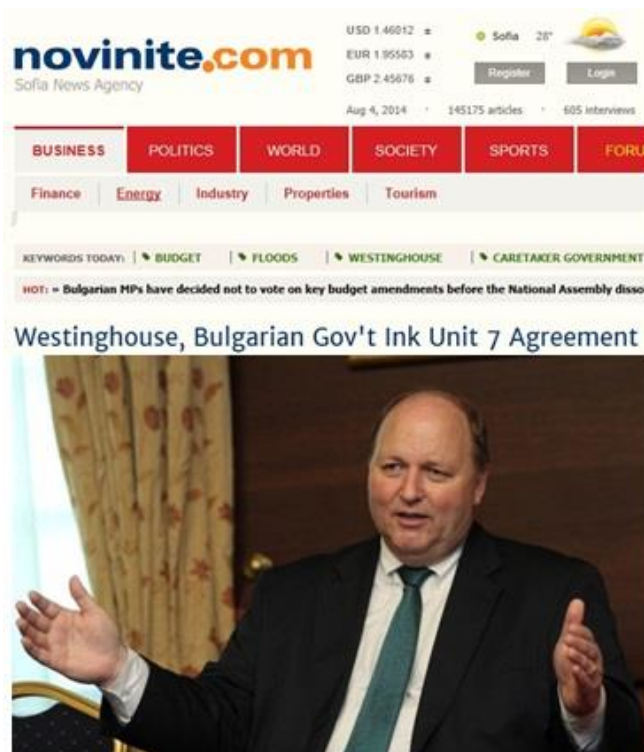 novinite.com
Sofia News Agency
USD 1.46012
EUR 1.95583
GBP 2.45676
Sofia 28°
Register Login
Aug 4, 2014 · 145175 articles · 605 interviews
BUSINESS POLITICS WORLD SOCIETY SPORTS FORU
Finance Energy Industry Properties Tourism
KEYWORDS TODAY: BUDGET FLOODS WESTINGHOUSE CARETAKER GOVERNMENT
HOT: » Bulgarian MPs have decided not to vote on key budget amendments before the National Assembly disso
Westinghouse, Bulgarian Gov't Ink Unit 7 Agreement